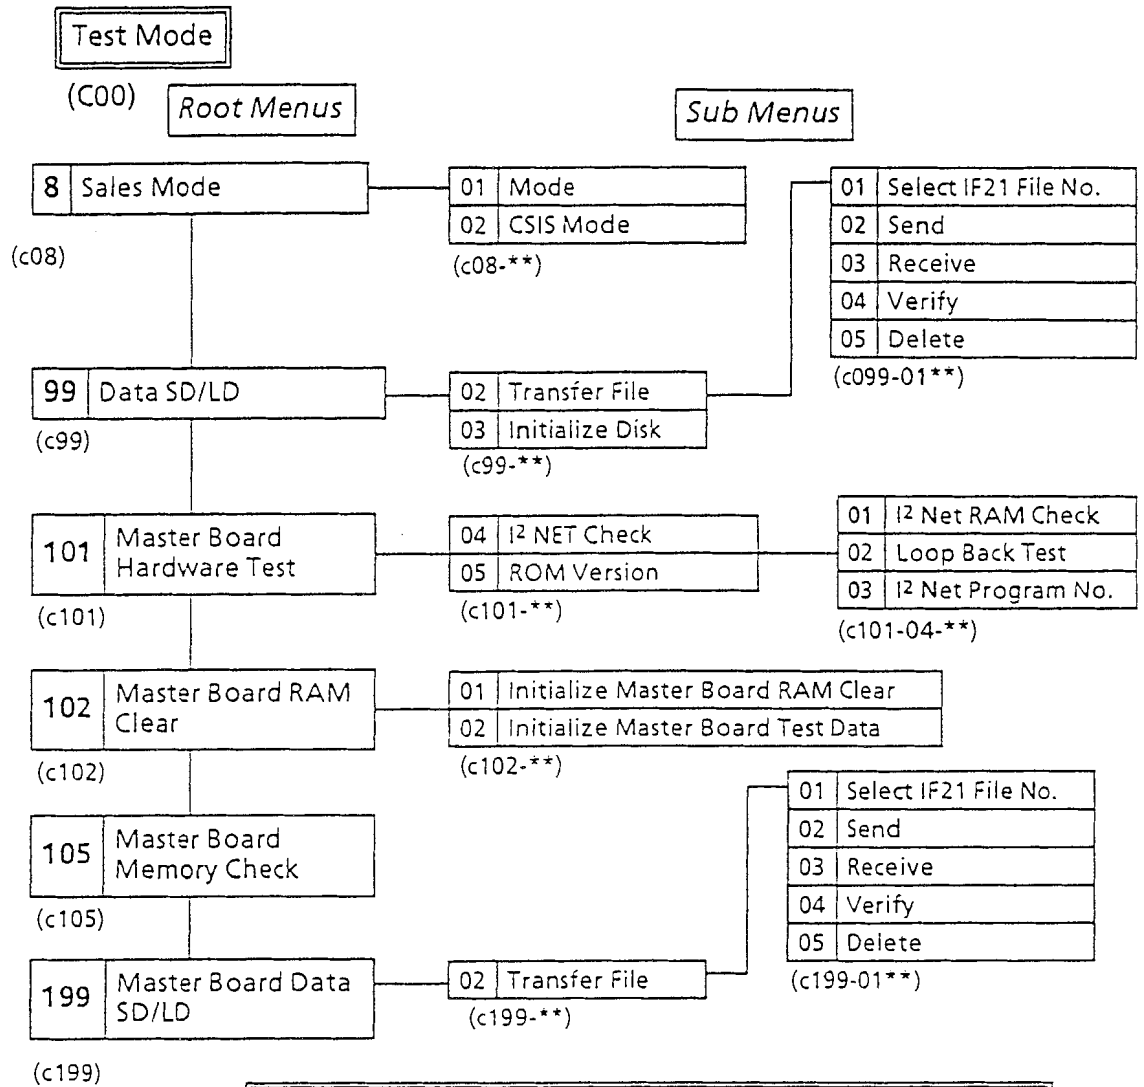 Test Mode
(C00)
Root Menus
Sub Menus
8 Sales Mode
(c08)
01 Mode
02 CSIS Mode
(c08-**)
01 Select IF21 File No.
02 Send
03 Receive
04 Verify
05 Delete
(c099-01**)
99 Data SD/LD
(c99)
02 Transfer File
03 Initialize Disk
(c99-**)
101 Master Board
Hardware Test
(c101)
04 I2 NET Check
05 ROM Version
(c101-**)
01 I2 Net RAM Check
02 Loop Back Test
03 I2 Net Program No.
(c101-04-**)
102 Master Board RAM
Clear
(c102)
01 Initialize Master Board RAM Clear
02 Initialize Master Board Test Data
(c102-**)
105 Master Board
Memory Check
(c105)
01 Select IF21 File No.
02 Send
03 Receive
04 Verify
05 Delete
(c199-01**)
199 Master Board Data
SD/LD
(c199)
02 Transfer File
(c199-**)